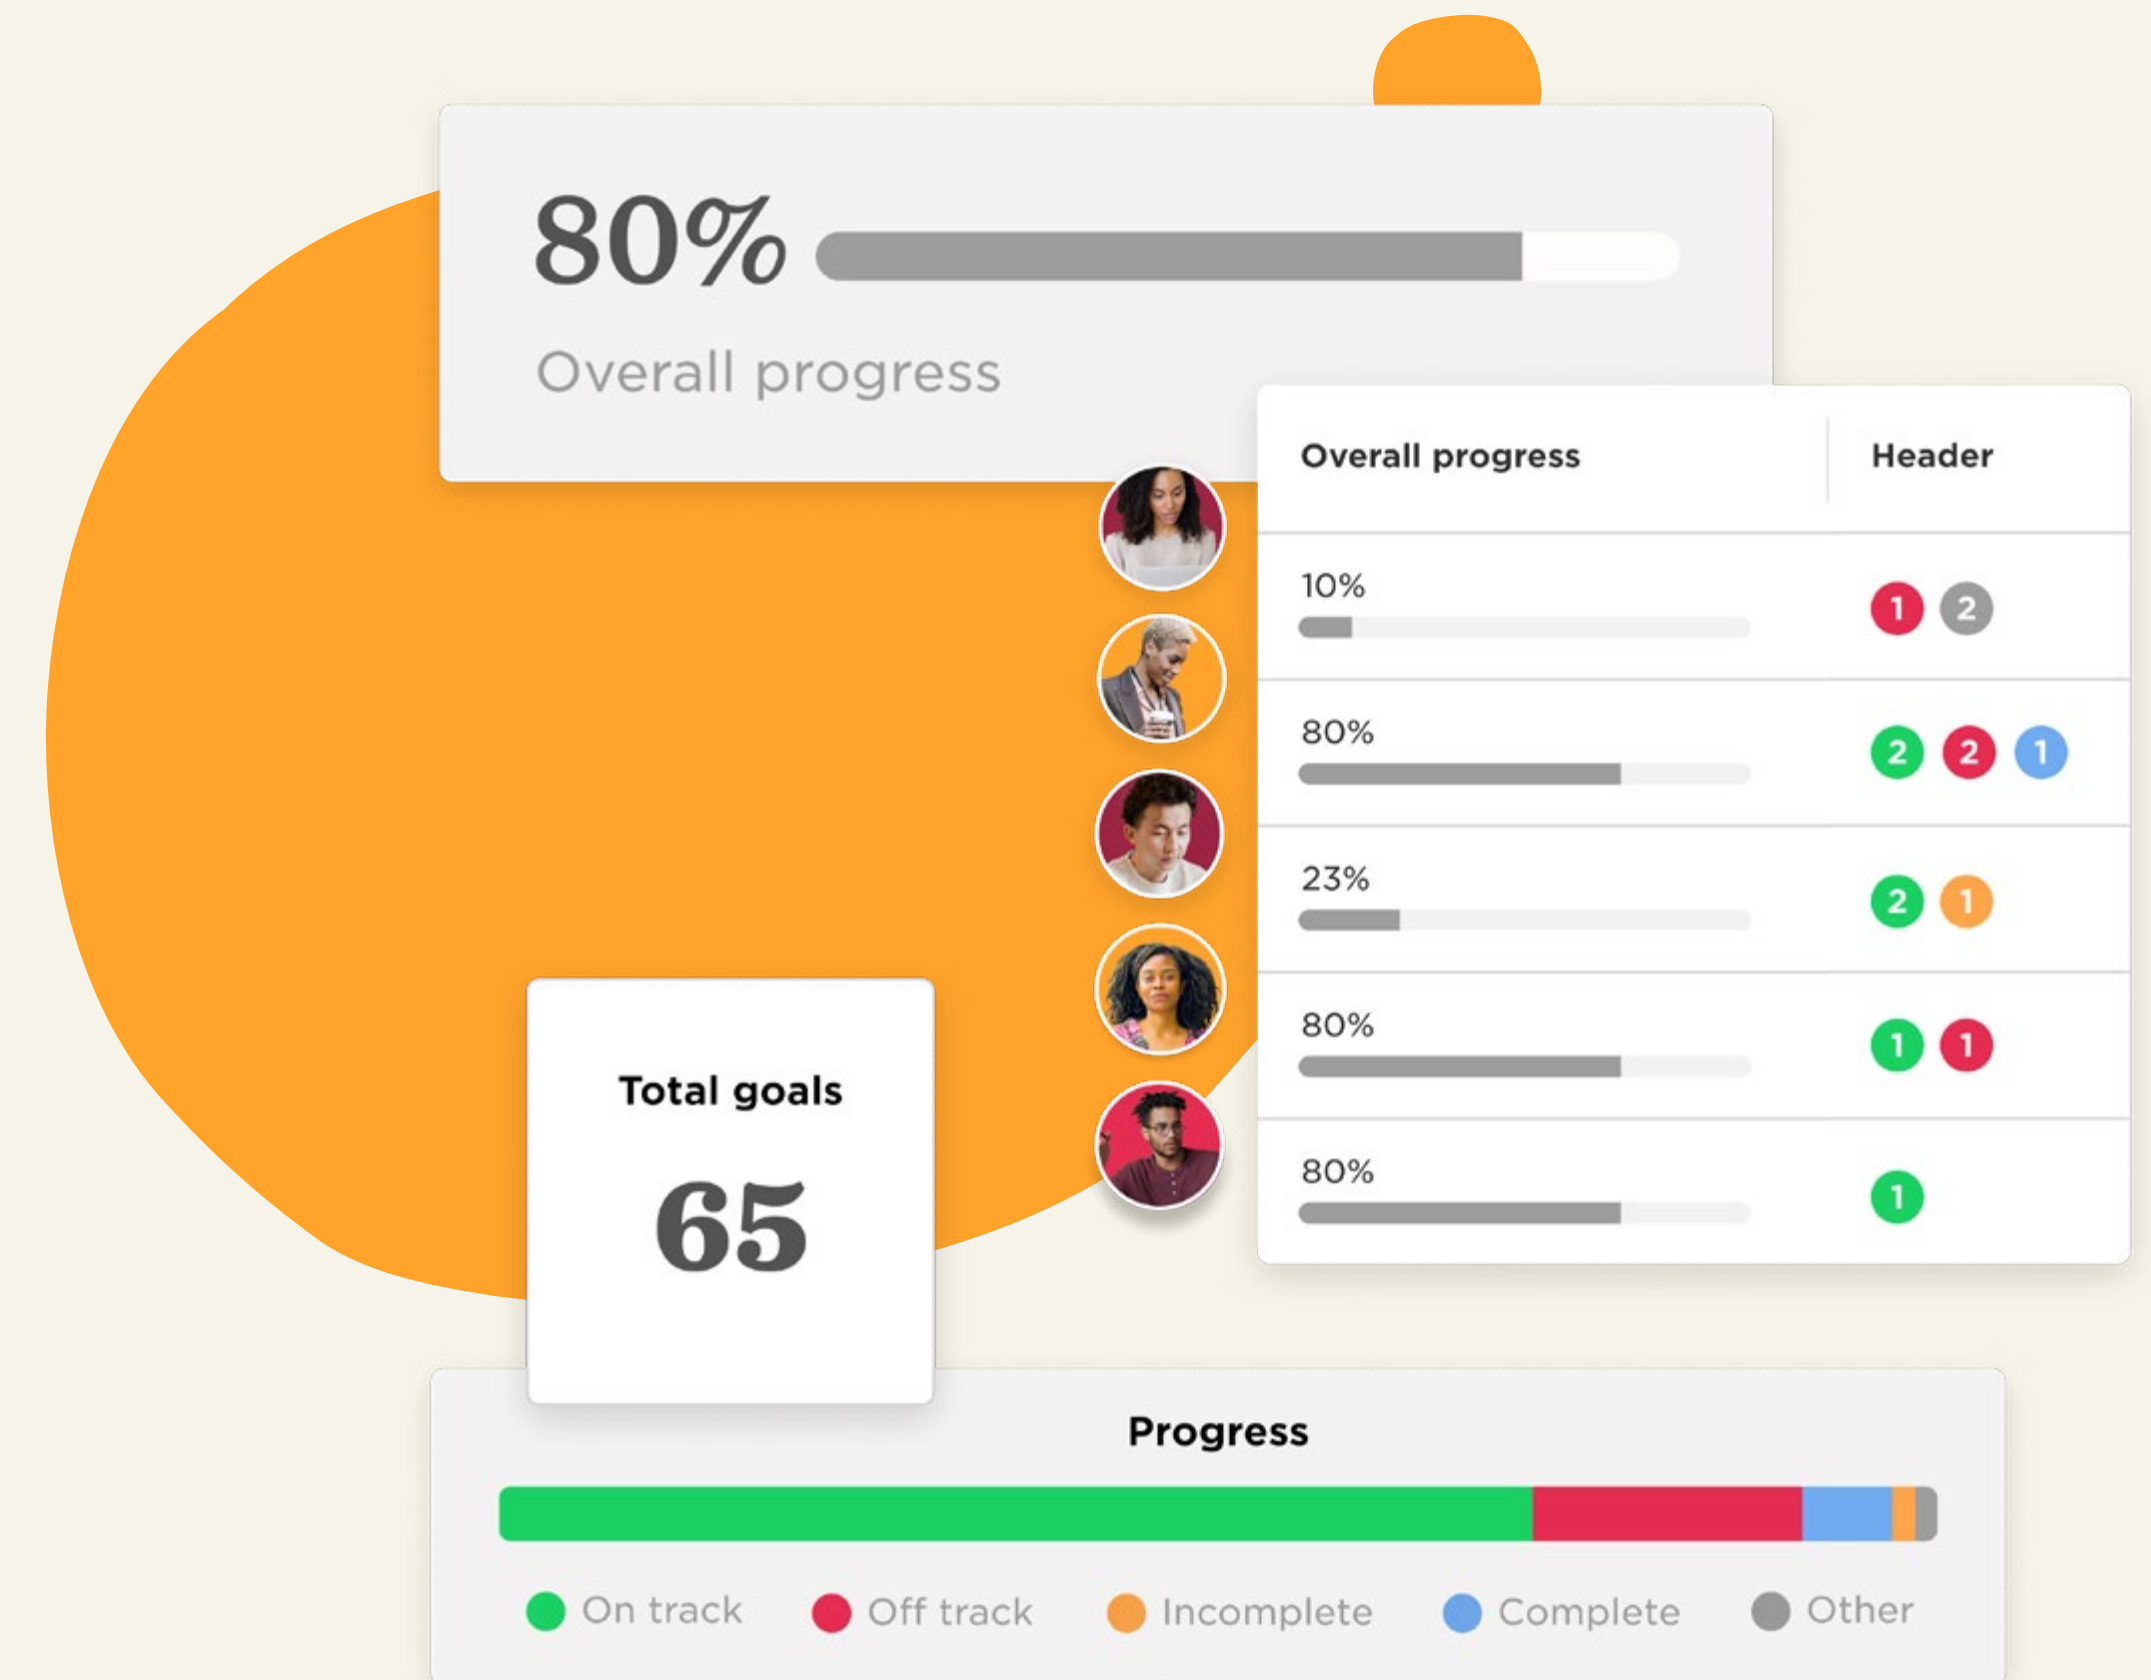 80%
Overall progress
Overall progress
Header
10%
1 2
80%
2 2 1
23%
2 1
80%
1 1
80%
1
Total goals
65
Progress
On track
Off track
Incomplete
Complete
Other